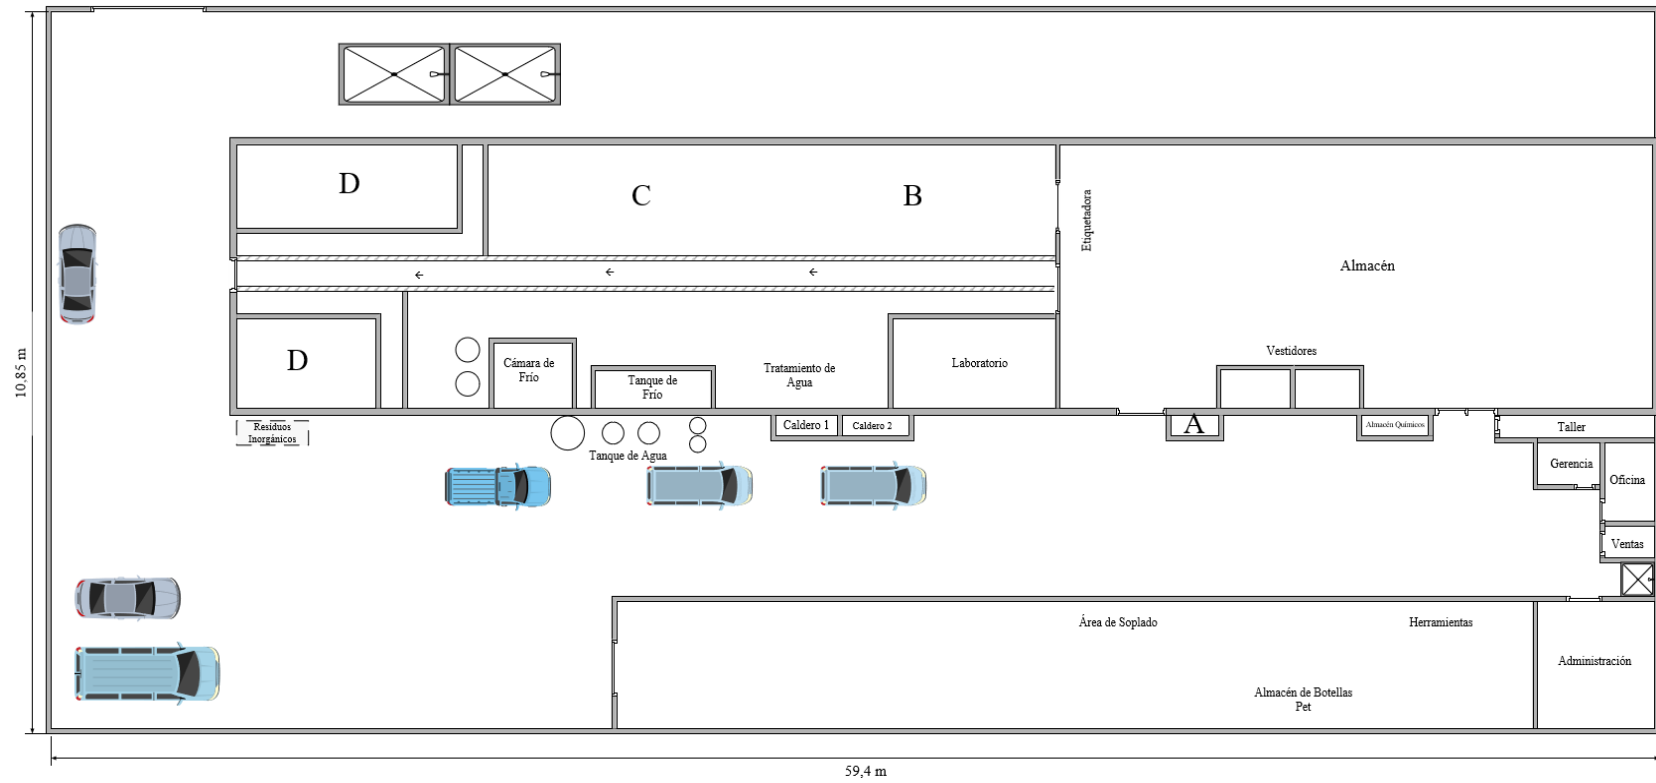 D
C
B
Etiquetadora
Almacén
10,85 m
D
Cámara de
Frío
Tanque de
Frío
Tratamiento de
Agua
Laboratorio
Vestidores
Residuos
Inorgánicos
Tanque de Agua
Caldero 1
Caldero 2
A
Almacén Químicos
Taller
Gerencia
Oficina
Ventas
Área de Soplado
Herramientas
Administración
Almacén de Botellas
Pet
59,4 m